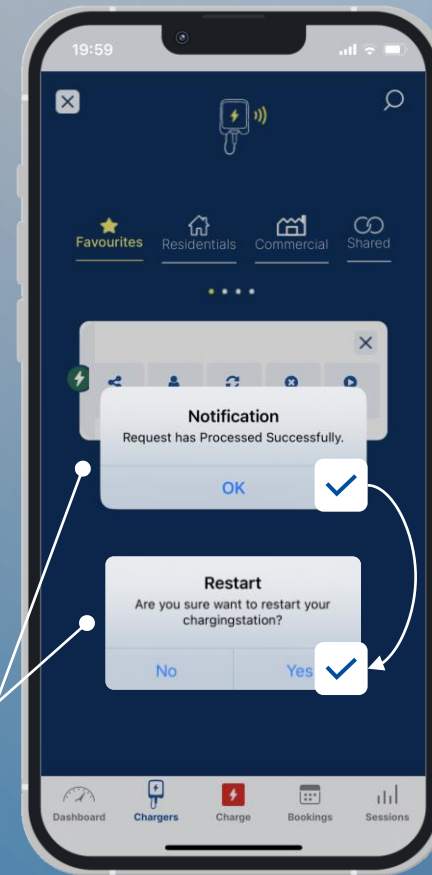 19:59
Favourites
Residentials
Commercial
Shared
Notification
Request has Processed Successfully.
OK
Restart
Are you sure want to restart your
chargingstation?
No
Yes
Dashboard
Chargers
Charge
Bookings
Sessions